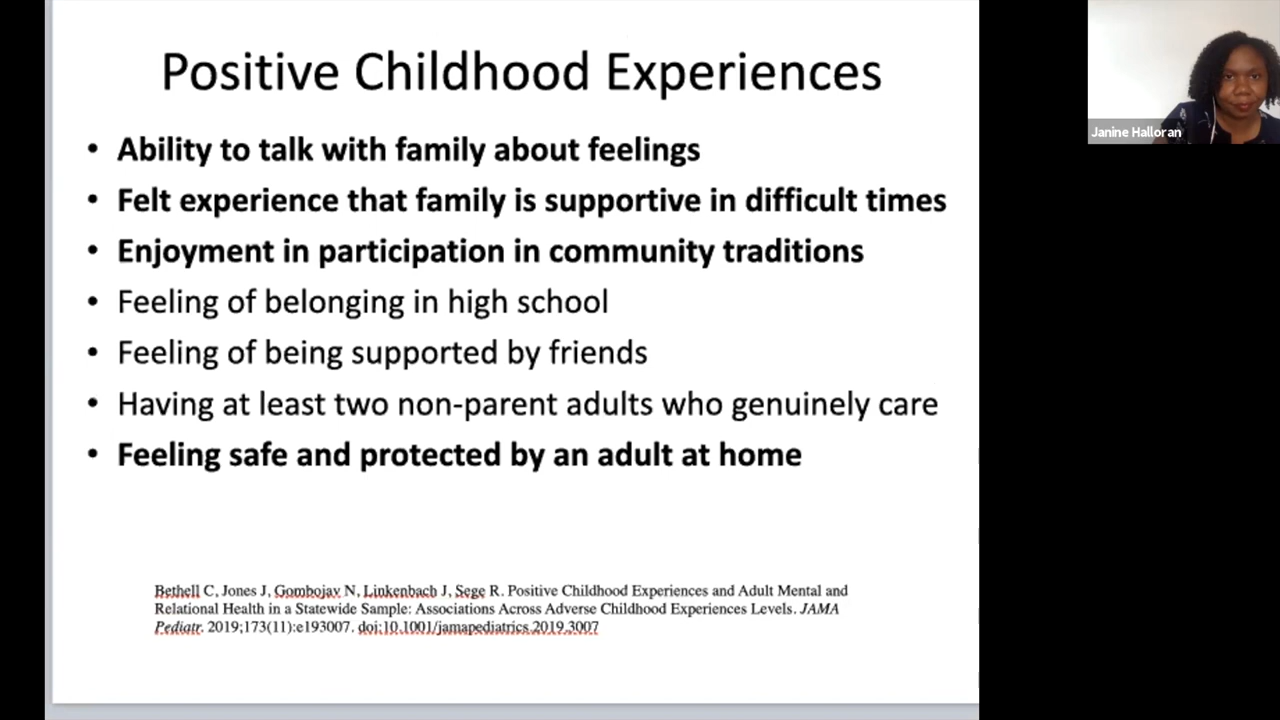 Positive Childhood Experiences
• Ability to talk with family about feelings
• Felt experience that family is supportive in difficult times
• Enjoyment in participation in community traditions
• Feeling of belonging in high school
• Feeling of being supported by friends
• Having at least two non-parent adults who genuinely care
• Feeling safe and protected by an adult at home
Bethell C, Jones J, Gombojav N, Linkenbach J, Sege R. Positive Childhood Experiences and Adult Mental and
Relational Health in a Statewide Sample: Associations Across Adverse Childhood Experiences Levels. JAMA
Pediatr. 2019;173(11):e193007. doi:10.1001/jamapediatrics.2019.3007
Janine Halloran